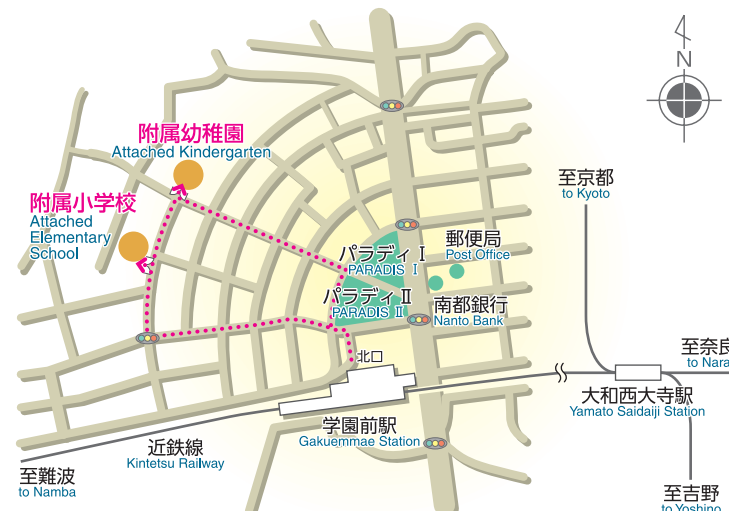 N
附属幼稚園
Attached Kindergarten
附属小学校
Attached
Elementary
School
至京都
to Kyoto
パラディ Ⅰ
PARADIS Ⅰ
郵便局
Post Office
パラディ Ⅱ
PARADIS Ⅱ
南都銀行
Nanto Bank
北口
至奈良
to Nara
大和西大寺駅
Yamato Saidaiji Station
学園前駅
Gakuemmae Station
近鉄線
Kintetsu Railway
至難波
to Namba
至吉野
to Yoshino